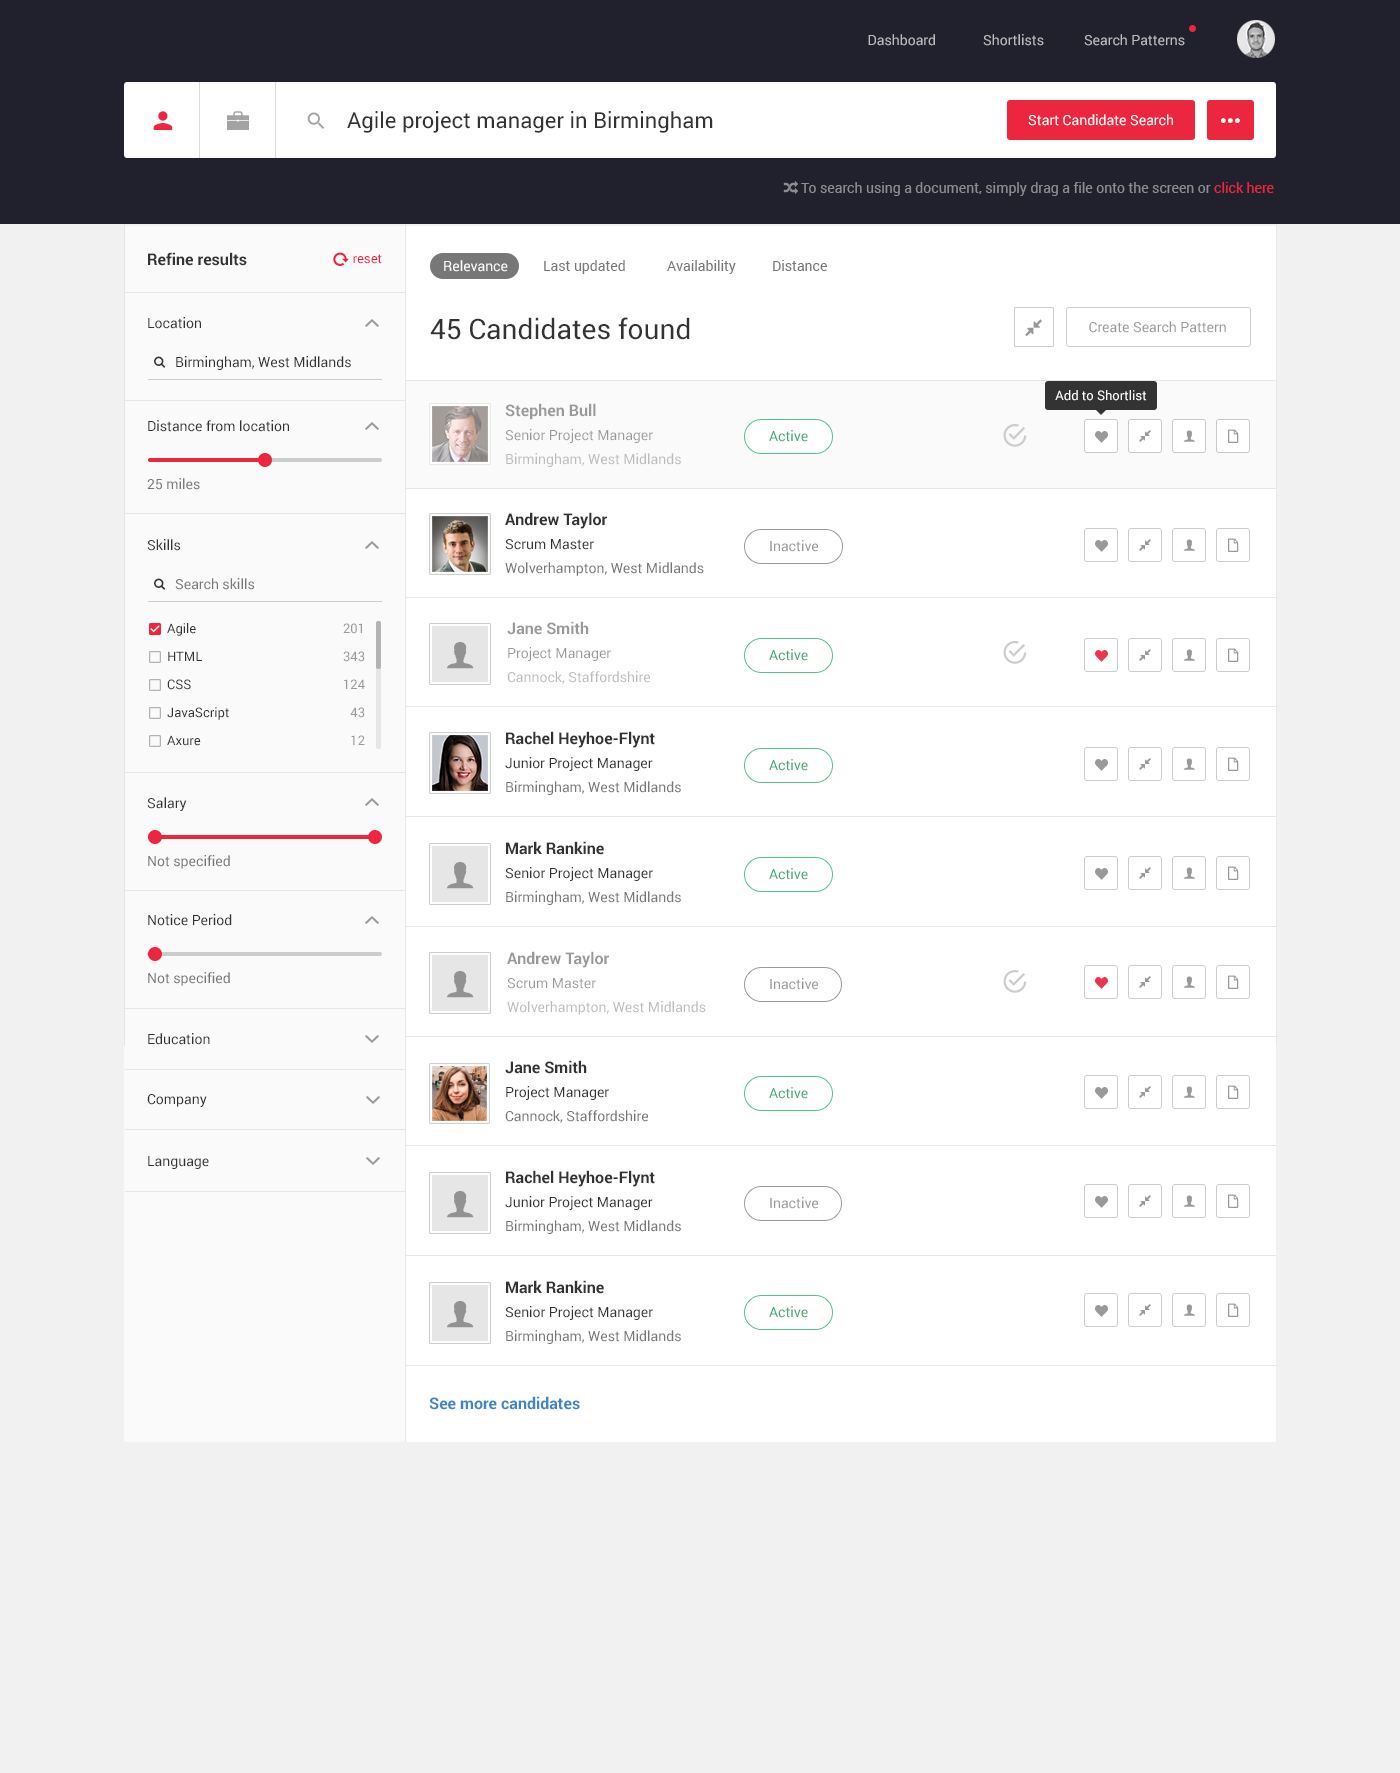 Dashboard
Shortlists
Search Patterns
Agile project manager in Birmingham
Start Candidate Search
To search using a document, simply drag a file onto the screen or click here
Refine results
reset
Location
Birmingham, West Midlands
Distance from location
25 miles
Skills
Search skills
Agile 201
HTML 343
CSS 124
JavaScript 43
Axure 12
Salary
Not specified
Notice Period
Not specified
Education
Company
Language
Relevance
Last updated
Availability
Distance
45 Candidates found
Create Search Pattern
Add to Shortlist
Stephen Bull
Senior Project Manager
Birmingham, West Midlands
Active
Andrew Taylor
Scrum Master
Wolverhampton, West Midlands
Inactive
Jane Smith
Project Manager
Cannock, Staffordshire
Active
Rachel Heyhoe-Flynt
Junior Project Manager
Birmingham, West Midlands
Active
Mark Rankine
Senior Project Manager
Birmingham, West Midlands
Active
Andrew Taylor
Scrum Master
Wolverhampton, West Midlands
Inactive
Jane Smith
Project Manager
Cannock, Staffordshire
Active
Rachel Heyhoe-Flynt
Junior Project Manager
Birmingham, West Midlands
Inactive
Mark Rankine
Senior Project Manager
Birmingham, West Midlands
Active
See more candidates